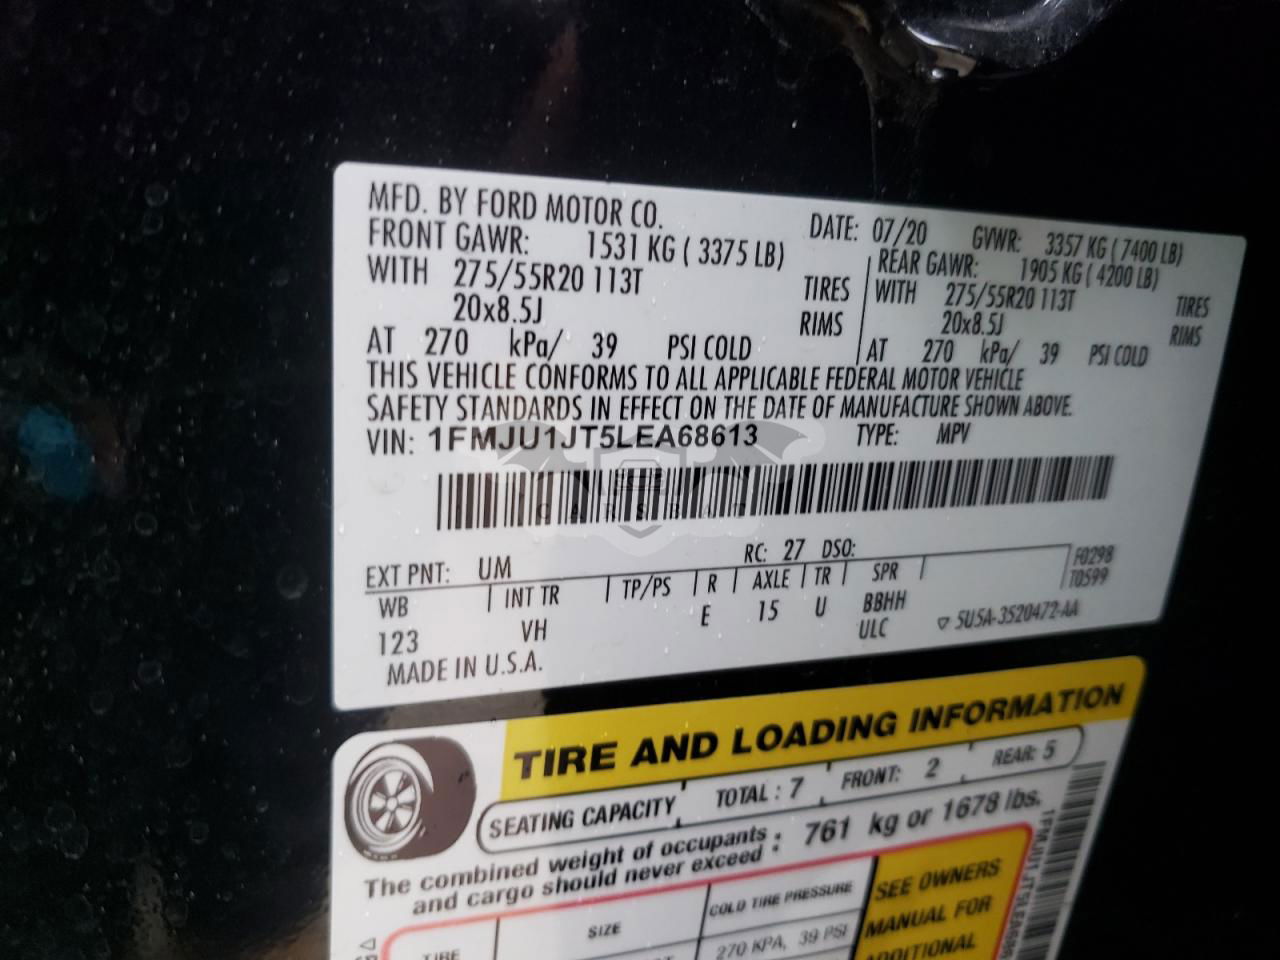 MFD. BY FORD MOTOR CO. DATE: 07/20 GVWR: 3357 KG ( 7400 LB)
FRONT GAWR: 1531 KG ( 3375 LB) REAR GAWR: 1905 KG ( 4200 LB)
WITH 275/55R20 113T TIRES WITH 275/55R20 113T TIRES
20x8.5J RIMS 20x8.5J RIMS
AT 270 kPa/ 39 PSI COLD AT 270 kPa/ 39 PSI COLD
THIS VEHICLE CONFORMS TO ALL APPLICABLE FEDERAL MOTOR VEHICLE
SAFETY STANDARDS IN EFFECT ON THE DATE OF MANUFACTURE SHOWN ABOVE.
VIN: 1FMJU1JT5LEA68613 TYPE: MPV
CARSBAT
EXT PNT: UM RC: 27 DSO: F0298
WB INT TR TP/PS R AXLE TR SPR T0599
123 VH E 15 U BBHH
ULC ▽ 5U5A-3520472-AA
MADE IN U.S.A.
TIRE AND LOADING INFORMATION
SEATING CAPACITY TOTAL : 7 FRONT: 2 REAR: 5
The combined weight of occupants : 761 kg or 1678 lbs.
and cargo should never exceed :
TIRE SIZE COLD TIRE PRESSURE SEE OWNERS
270 KPA, 39 PSI MANUAL FOR
ADDITIONAL